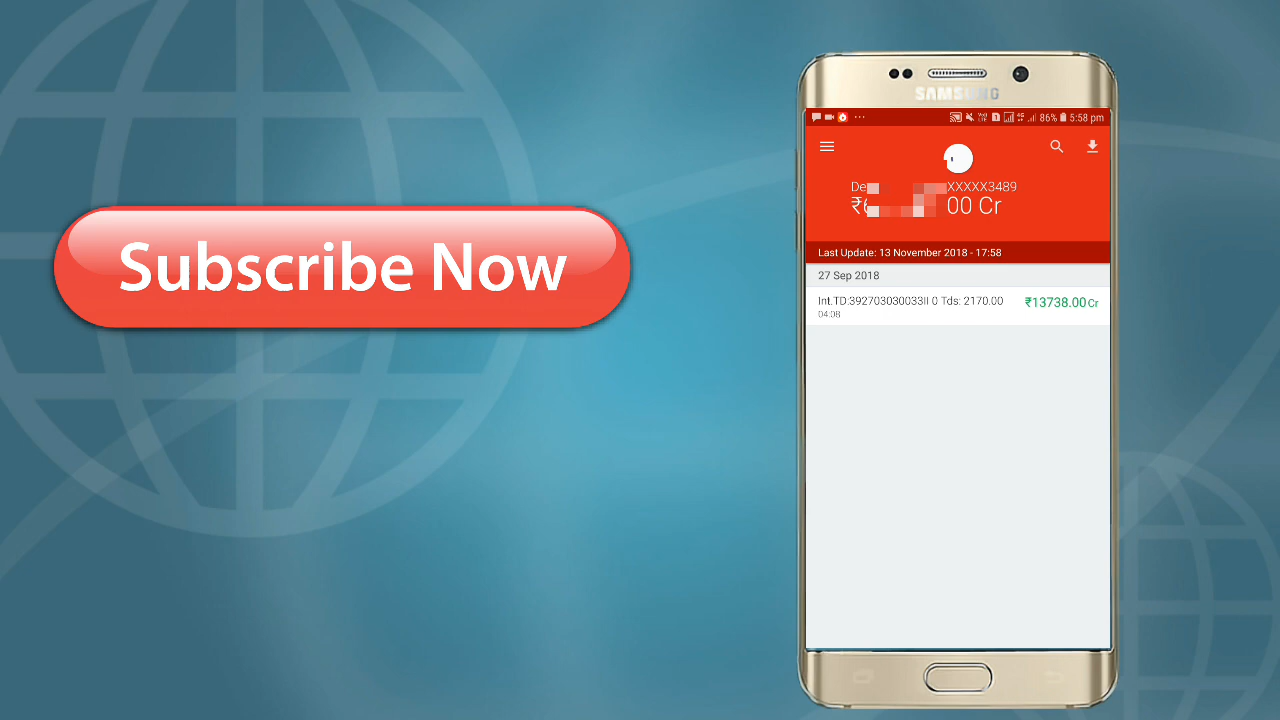 Subscribe Now
SAMSUNG
86% 5:58 pm
XXXXX3489
00 Cr
Last Update: 13 November 2018 - 17:58
27 Sep 2018
Int.TD:392703030033II 0 Tds: 2170.00
₹13738.00 Cr
04:08